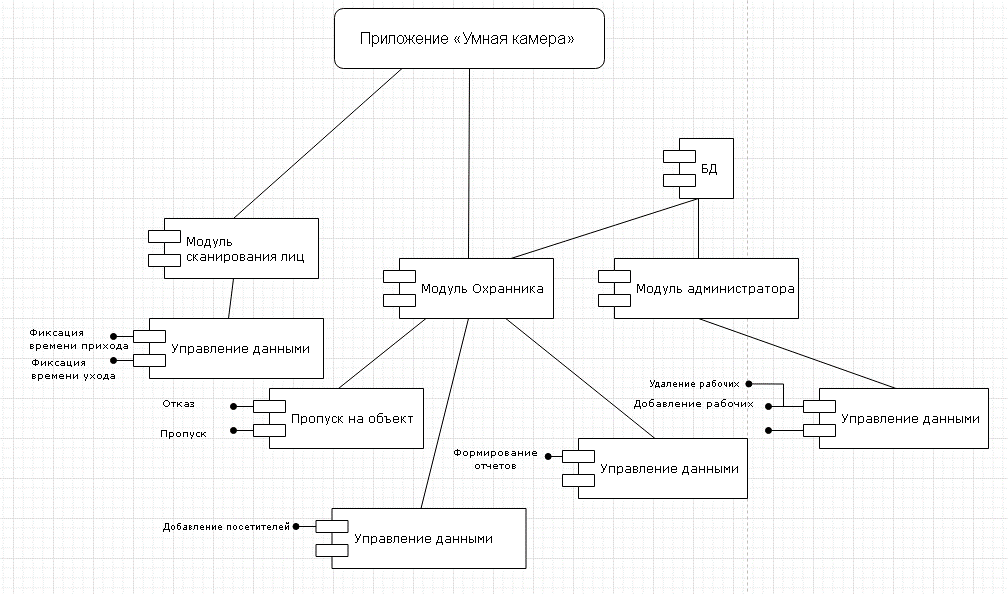 Приложение «Умная камера»
БД
Модуль
сканирования лиц
Модуль Охранника
Модуль администратора
Фиксация
времени прихода
Фиксация
времени ухода
Управление данными
Удаление рабочих
Добавление рабочих
Управление данными
Отказ
Пропуск
Пропуск на объект
Формирование
отчетов
Управление данными
Добавление посетителей
Управление данными